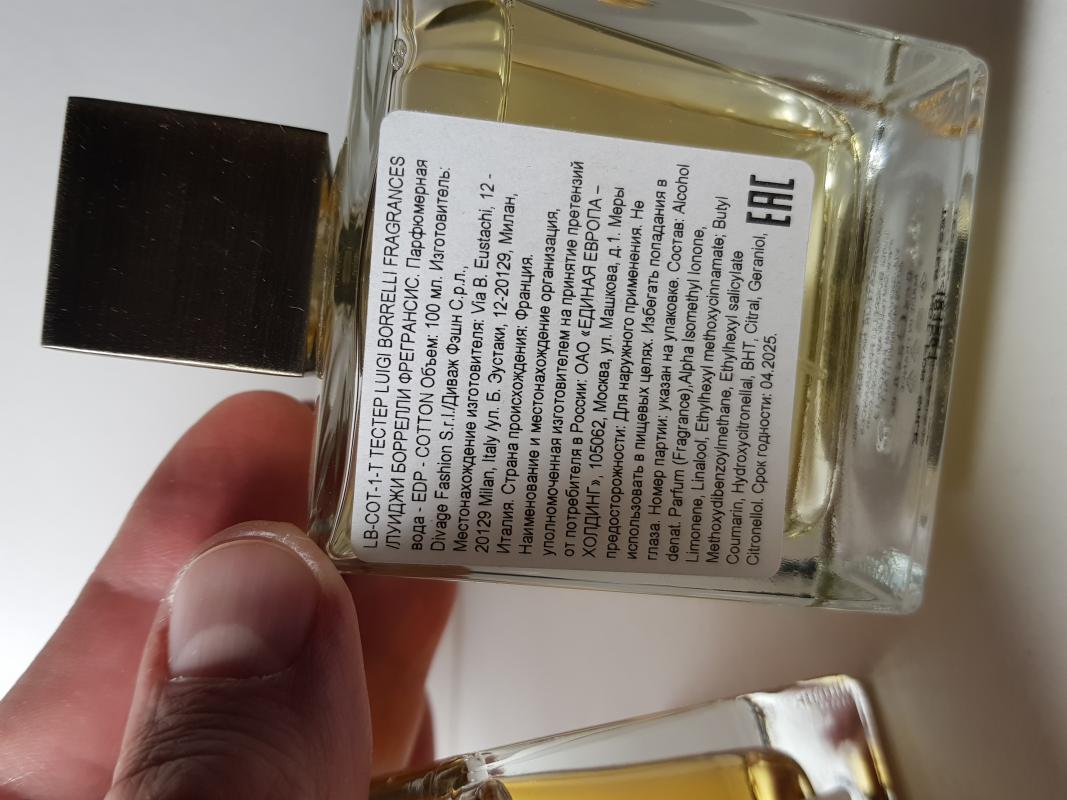 LB-COT-1-T ТЕСТЕР LUIGI BORRELLI FRAGRANCES
/ЛУИДЖИ БОРРЕЛЛИ ФРЕГРАНСИС. Парфюмерная
вода - EDP - COTTON Объем: 100 мл. Изготовитель:
Divage Fashion S.r.l./Диваж Фэшн С.р.л.,
Местонахождение изготовителя: Via B. Eustachi, 12 -
20129 Milan, Italy /ул. Б. Эустаки, 12-20129, Милан,
Италия. Страна происхождения: Франция.
Наименование и местонахождение организация,
уполномоченная изготовителем на принятие претензий
от потребителя в России: ОАО «ЕДИНАЯ ЕВРОПА –
ХОЛДИНГ», 105062, Москва, ул. Машкова, д.1. Меры
предосторожности: Для наружного применения. Не
использовать в пищевых целях. Избегать попадания в
глаза. Номер партии: указан на упаковке. Состав: Alcohol
denat. Parfum (Fragrance),Alpha Isomethyl Ionone,
Limonene, Linalool, Ethylhexyl methoxycinnamate; Butyl
Methoxydibenzoylmethane, Ethylhexyl salicylate
Coumarin, Hydroxycitronellal, BHT, Citral, Geraniol,
Citronellol. Срок годности: 04.2025.
EAC